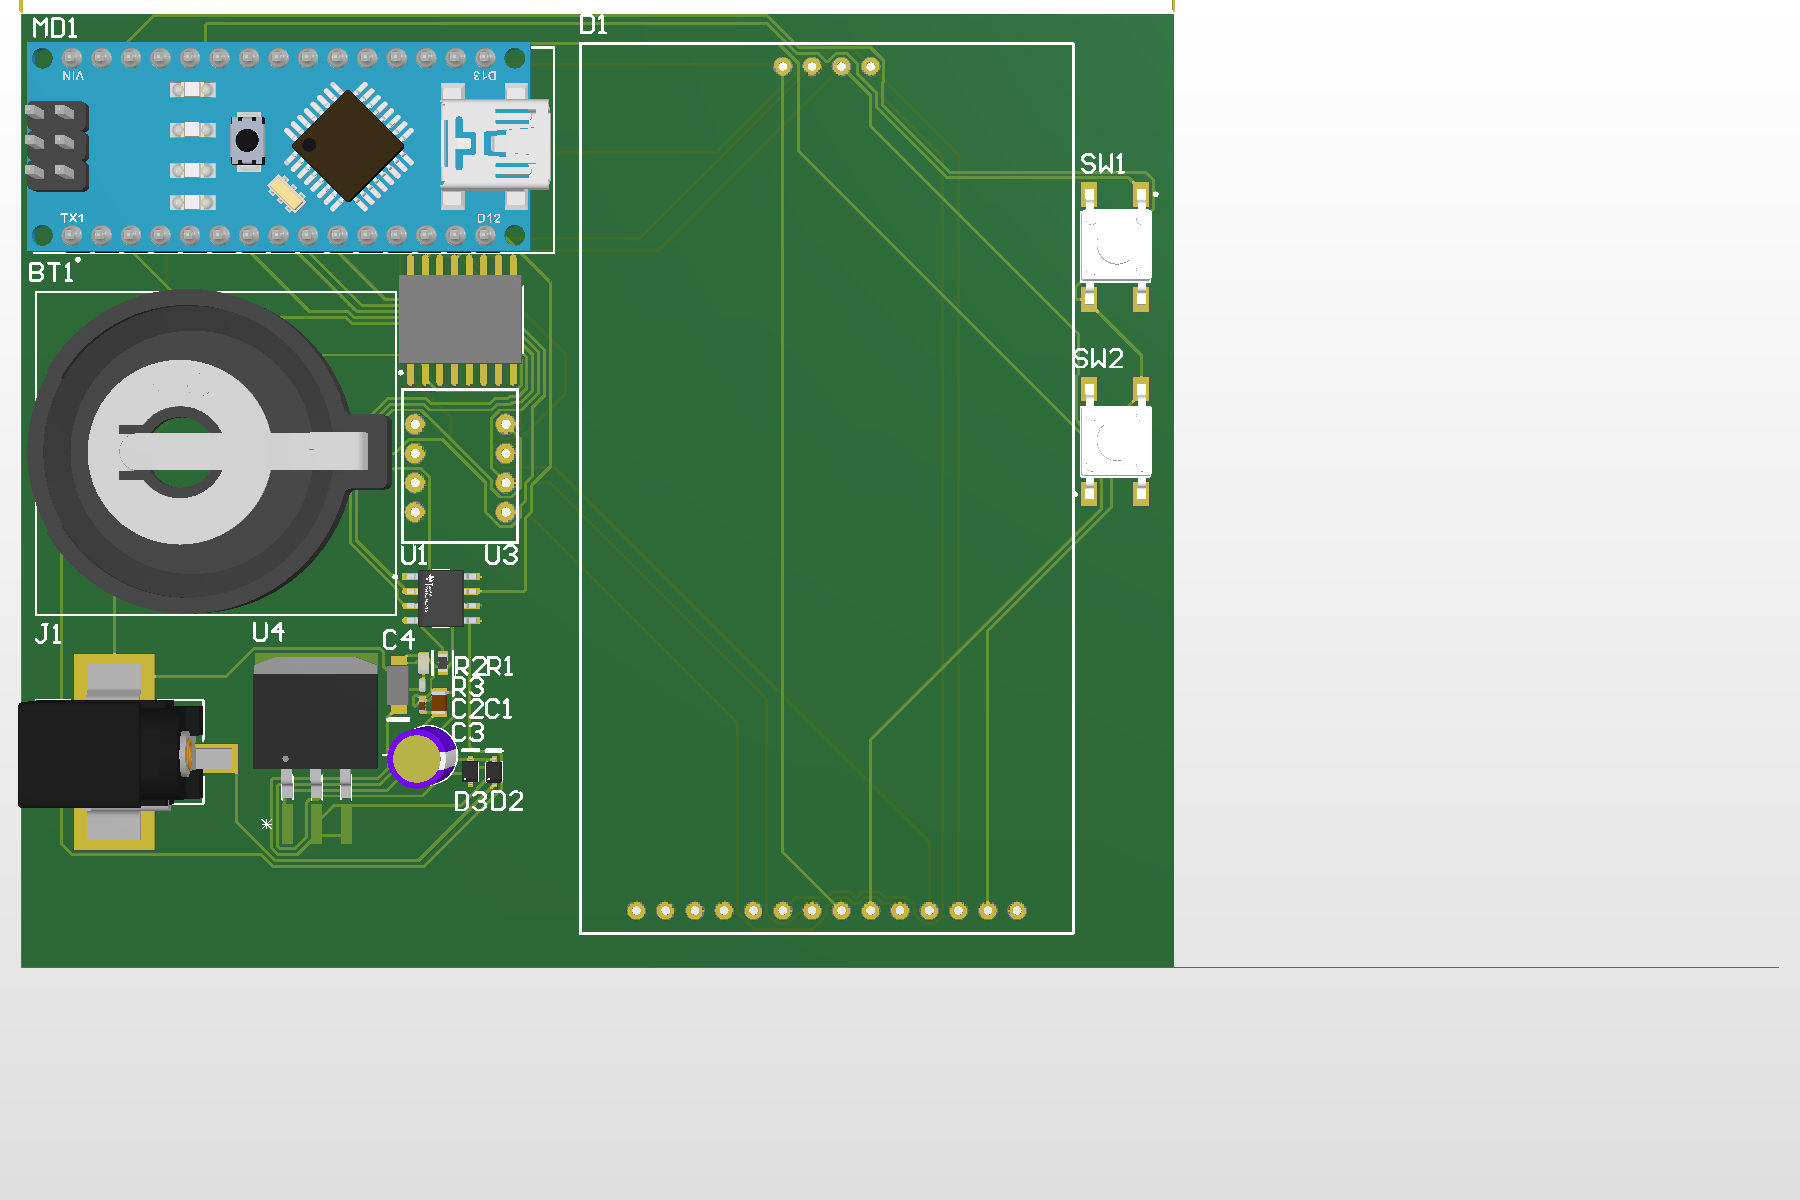 MD1
D1
VIN
D13
TX1
D12
BT1
SW1
SW2
U1
U3
J1
U4
C4
R2R1
R3
C2C1
C3
D3D2